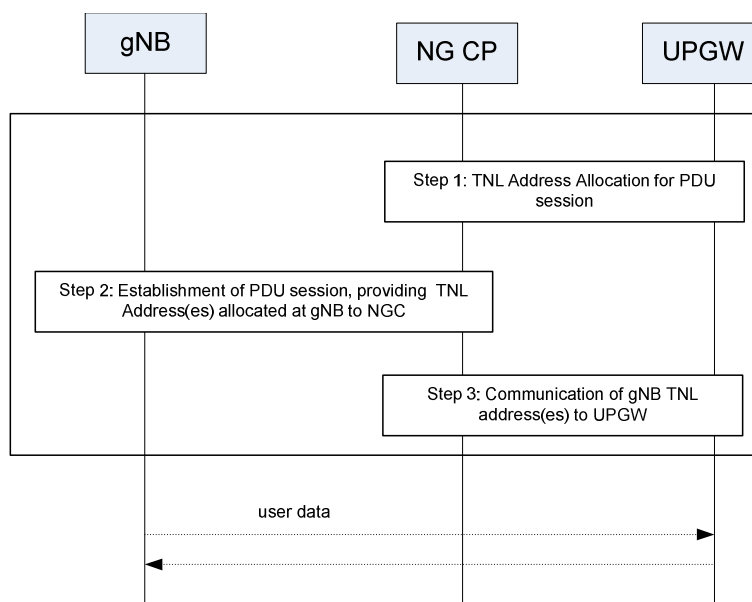 gNB
NG CP
UPGW
Step 1: TNL Address Allocation for PDU
session
Step 2: Establishment of PDU session, providing TNL
Address(es) allocated at gNB to NGC
Step 3: Communication of gNB TNL
address(es) to UPGW
user data